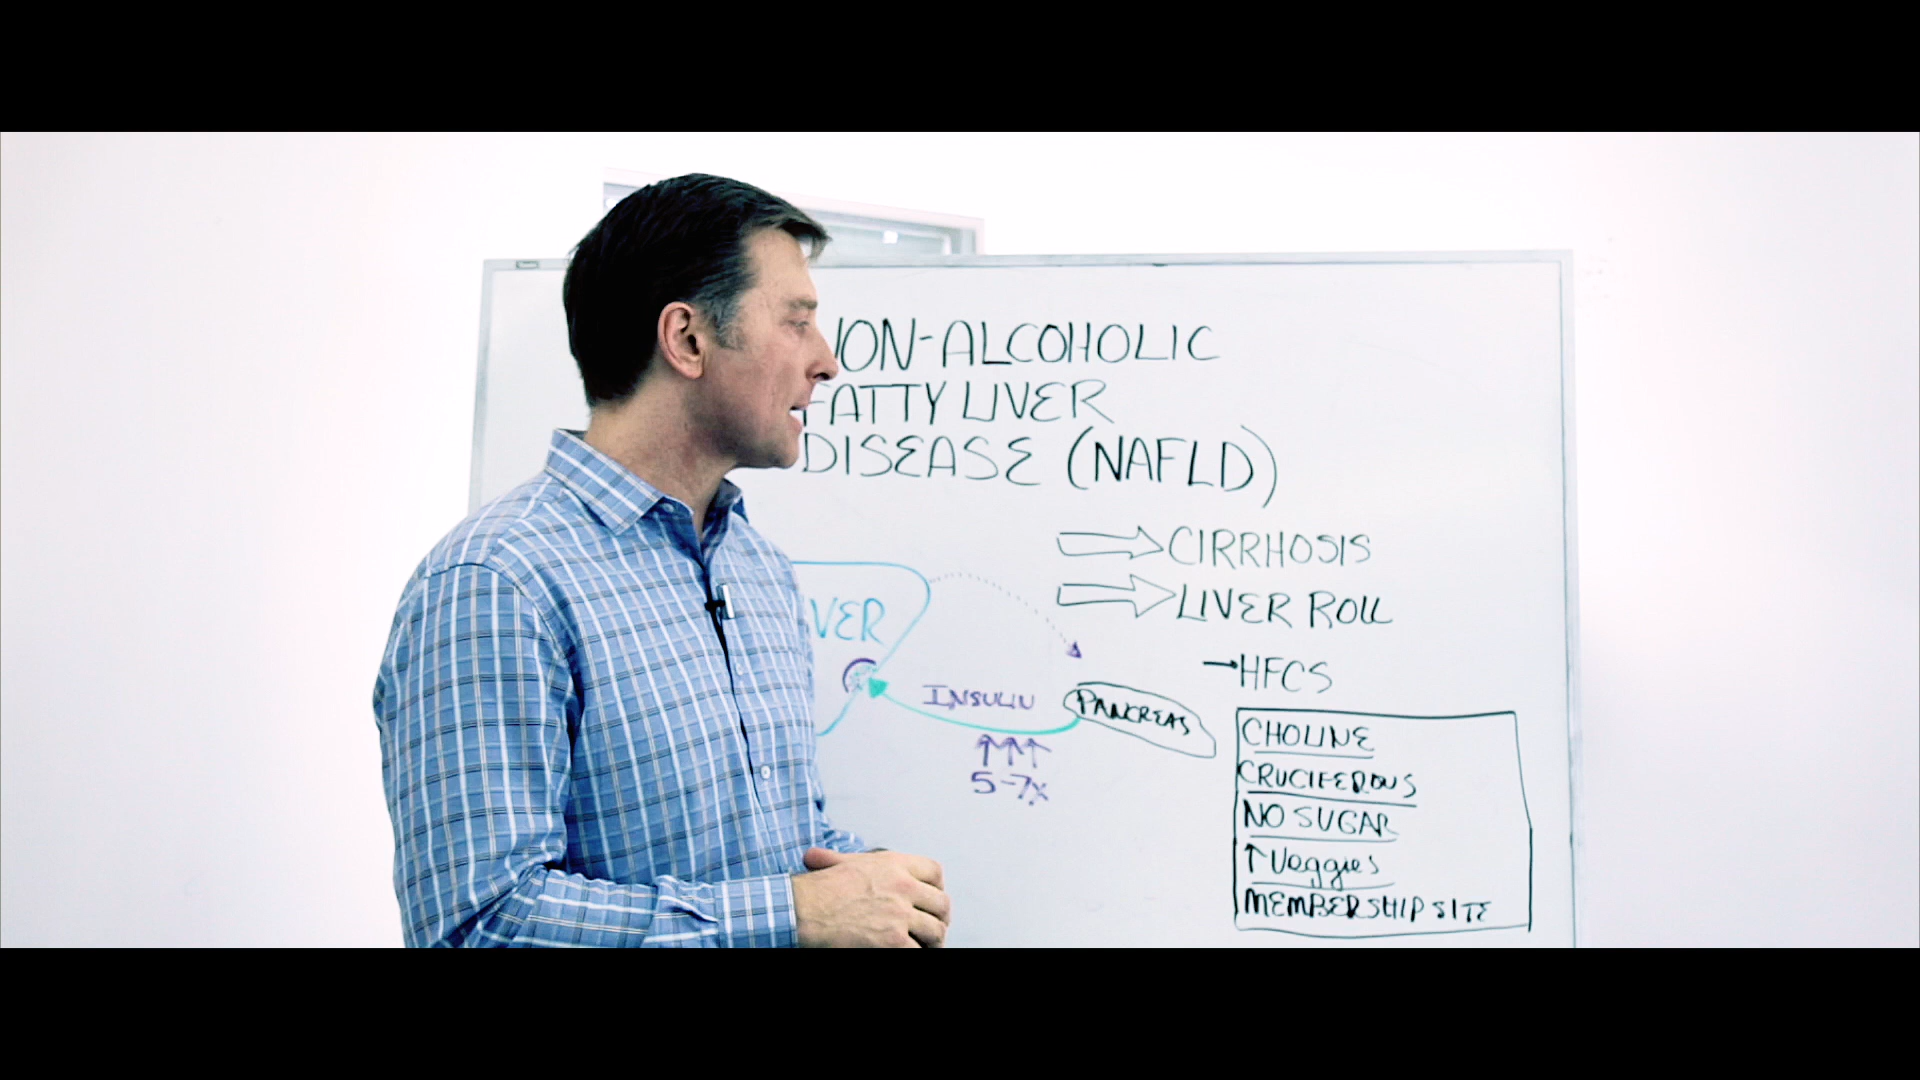 NON-ALCOHOLIC
FATTY LIVER
DISEASE (NAFLD)
CIRRHOSIS
LIVER ROLL
VER
HFCS
INSULIN
PANCREAS
5-7X
CHOLINE
CRUCIFEROUS
NO SUGAR
↑ Veggies
MEMBERSHIP SITE